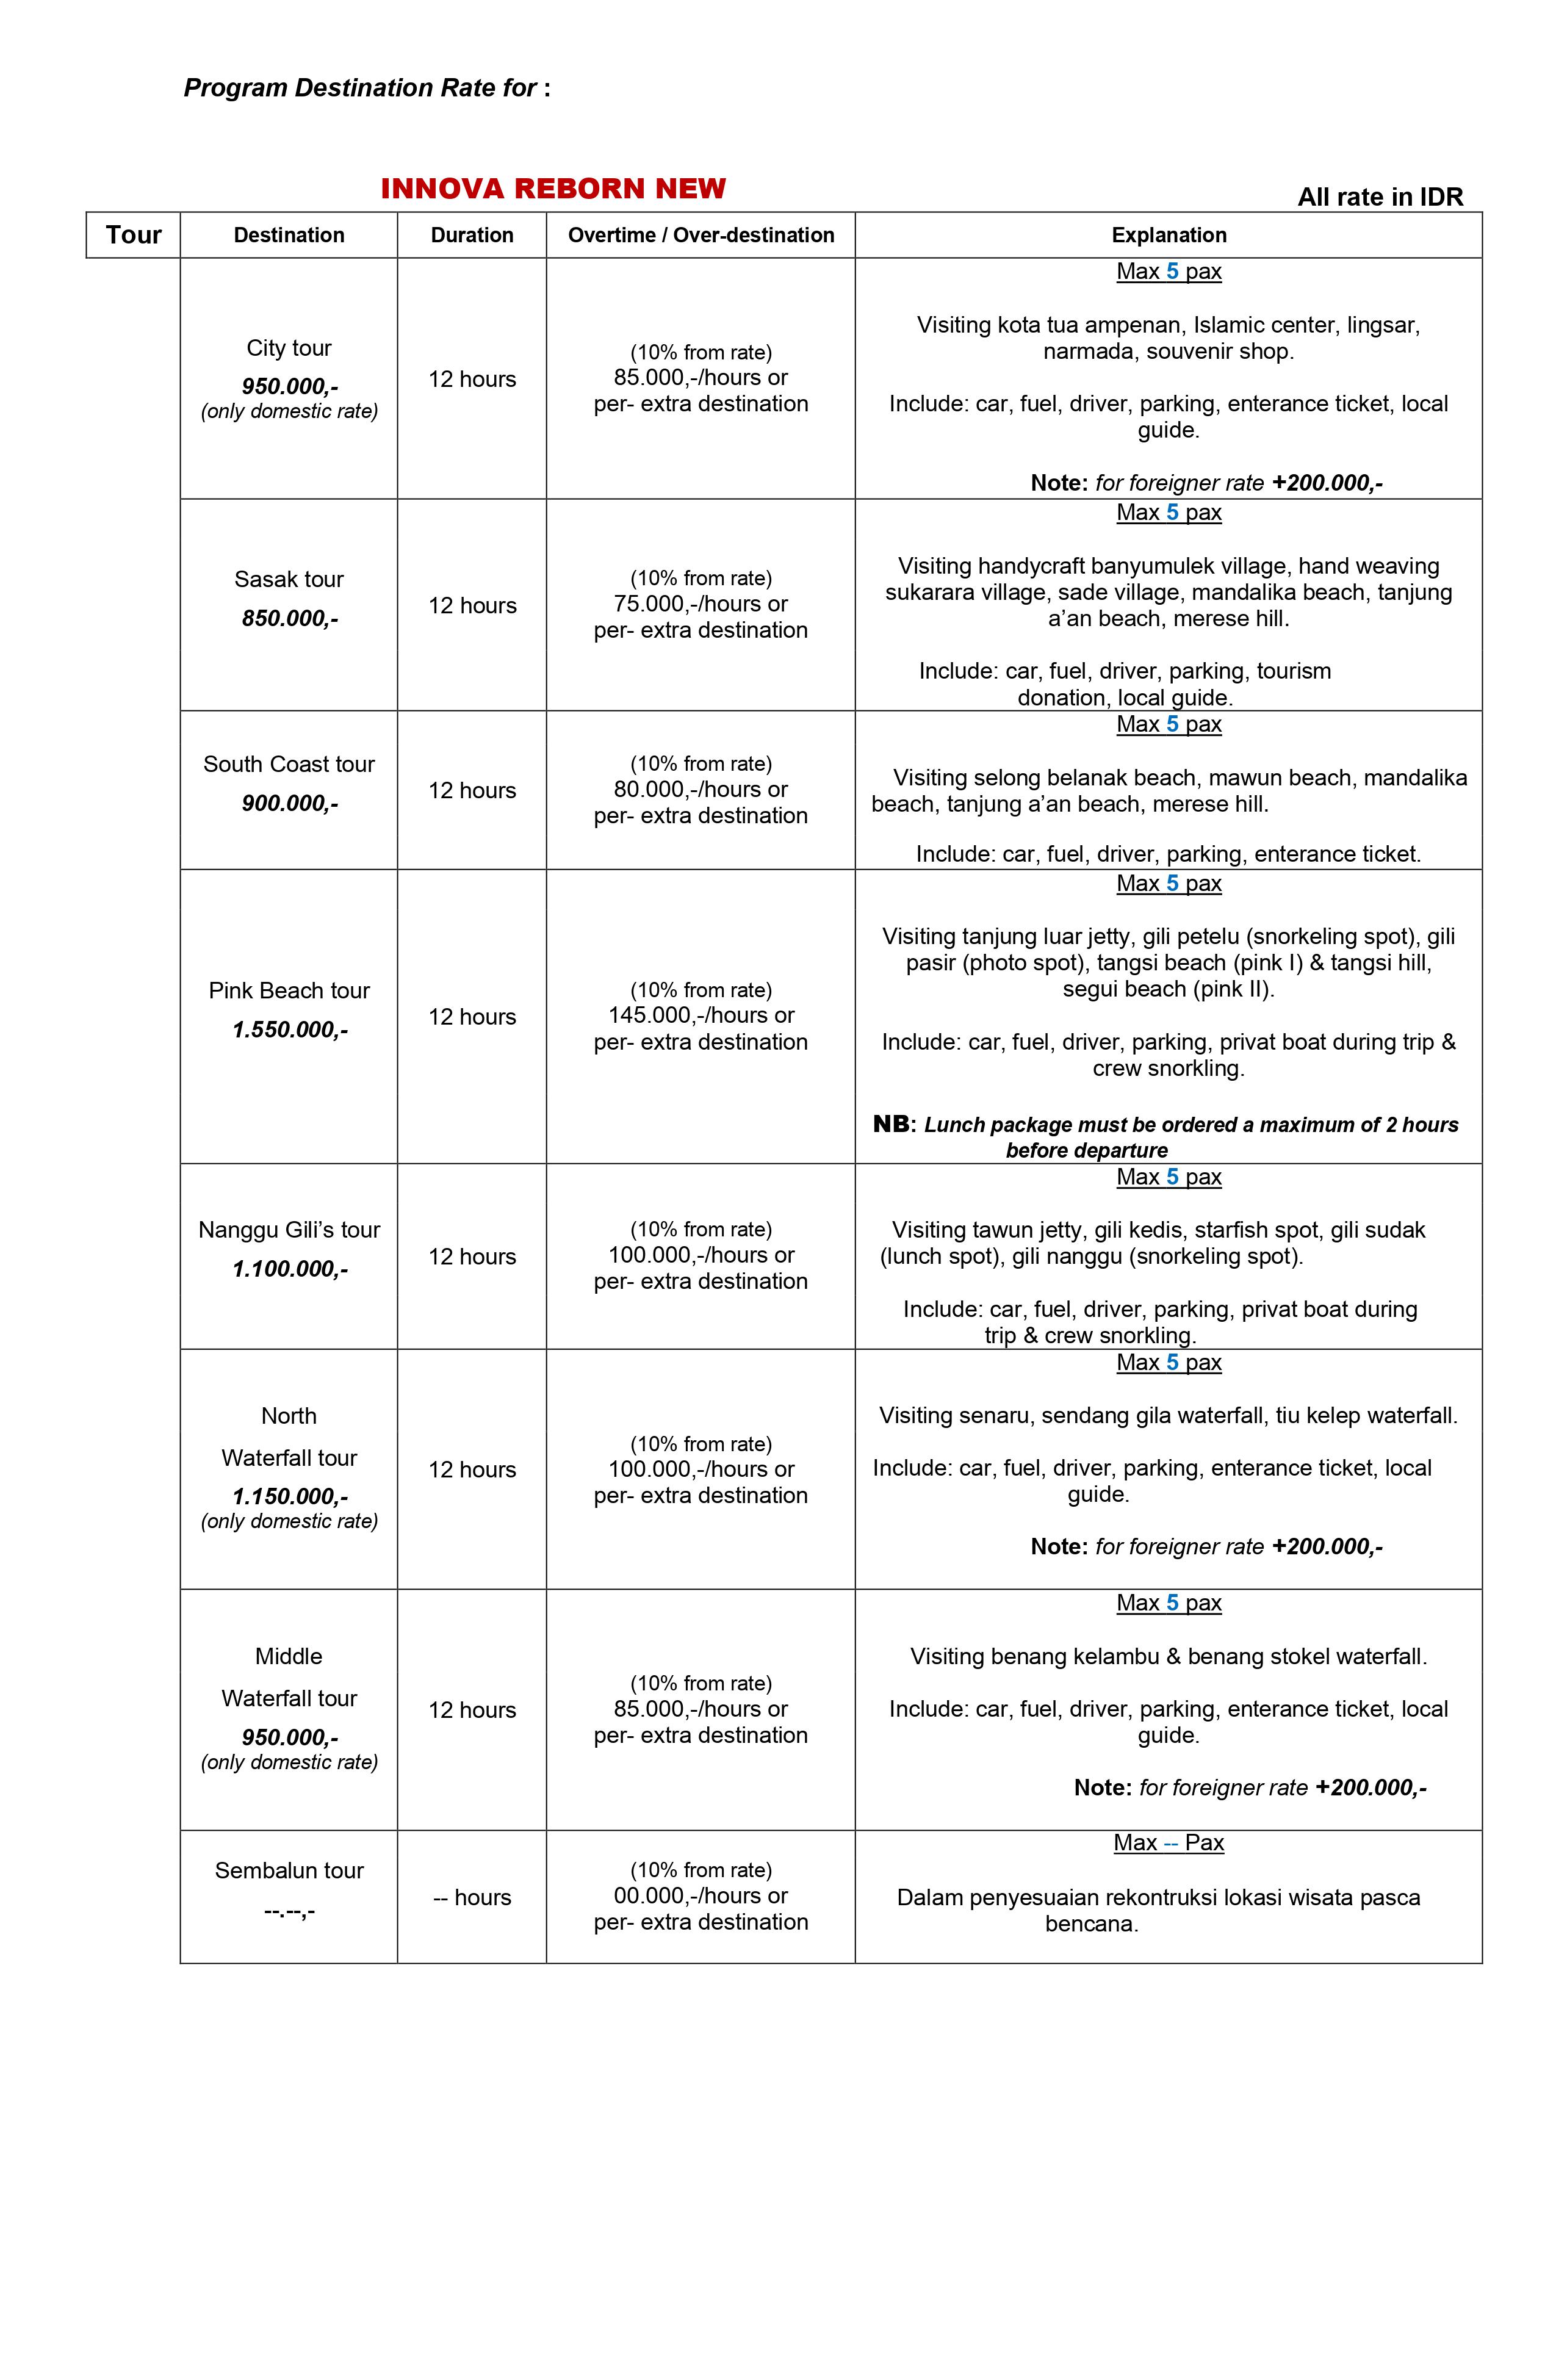 Program Destination Rate for :
INNOVA REBORN NEW
All rate in IDR
Tour
Destination
Duration
Overtime / Over-destination
Explanation
City tour
950.000,-
(only domestic rate)
12 hours
(10% from rate)
85.000,-/hours or
per- extra destination
Max 5 pax
Visiting kota tua ampenan, Islamic center, lingsar,
narmada, souvenir shop.
Include: car, fuel, driver, parking, enterance ticket, local
guide.
Note: for foreigner rate +200.000,-
Sasak tour
850.000,-
12 hours
(10% from rate)
75.000,-/hours or
per- extra destination
Max 5 pax
Visiting handycraft banyumulek village, hand weaving
sukarara village, sade village, mandalika beach, tanjung
a’an beach, merese hill.
Include: car, fuel, driver, parking, tourism
donation, local guide.
South Coast tour
900.000,-
12 hours
(10% from rate)
80.000,-/hours or
per- extra destination
Max 5 pax
Visiting selong belanak beach, mawun beach, mandalika
beach, tanjung a’an beach, merese hill.
Include: car, fuel, driver, parking, enterance ticket.
Pink Beach tour
1.550.000,-
12 hours
(10% from rate)
145.000,-/hours or
per- extra destination
Max 5 pax
Visiting tanjung luar jetty, gili petelu (snorkeling spot), gili
pasir (photo spot), tangsi beach (pink I) & tangsi hill,
segui beach (pink II).
Include: car, fuel, driver, parking, privat boat during trip &
crew snorkling.
NB: Lunch package must be ordered a maximum of 2 hours
before departure
Nanggu Gili’s tour
1.100.000,-
12 hours
(10% from rate)
100.000,-/hours or
per- extra destination
Max 5 pax
Visiting tawun jetty, gili kedis, starfish spot, gili sudak
(lunch spot), gili nanggu (snorkeling spot).
Include: car, fuel, driver, parking, privat boat during
trip & crew snorkling.
North
Waterfall tour
1.150.000,-
(only domestic rate)
12 hours
(10% from rate)
100.000,-/hours or
per- extra destination
Max 5 pax
Visiting senaru, sendang gila waterfall, tiu kelep waterfall.
Include: car, fuel, driver, parking, enterance ticket, local
guide.
Note: for foreigner rate +200.000,-
Middle
Waterfall tour
950.000,-
(only domestic rate)
12 hours
(10% from rate)
85.000,-/hours or
per- extra destination
Max 5 pax
Visiting benang kelambu & benang stokel waterfall.
Include: car, fuel, driver, parking, enterance ticket, local
guide.
Note: for foreigner rate +200.000,-
Sembalun tour
--.--,-
-- hours
(10% from rate)
00.000,-/hours or
per- extra destination
Max -- Pax
Dalam penyesuaian rekontruksi lokasi wisata pasca
bencana.